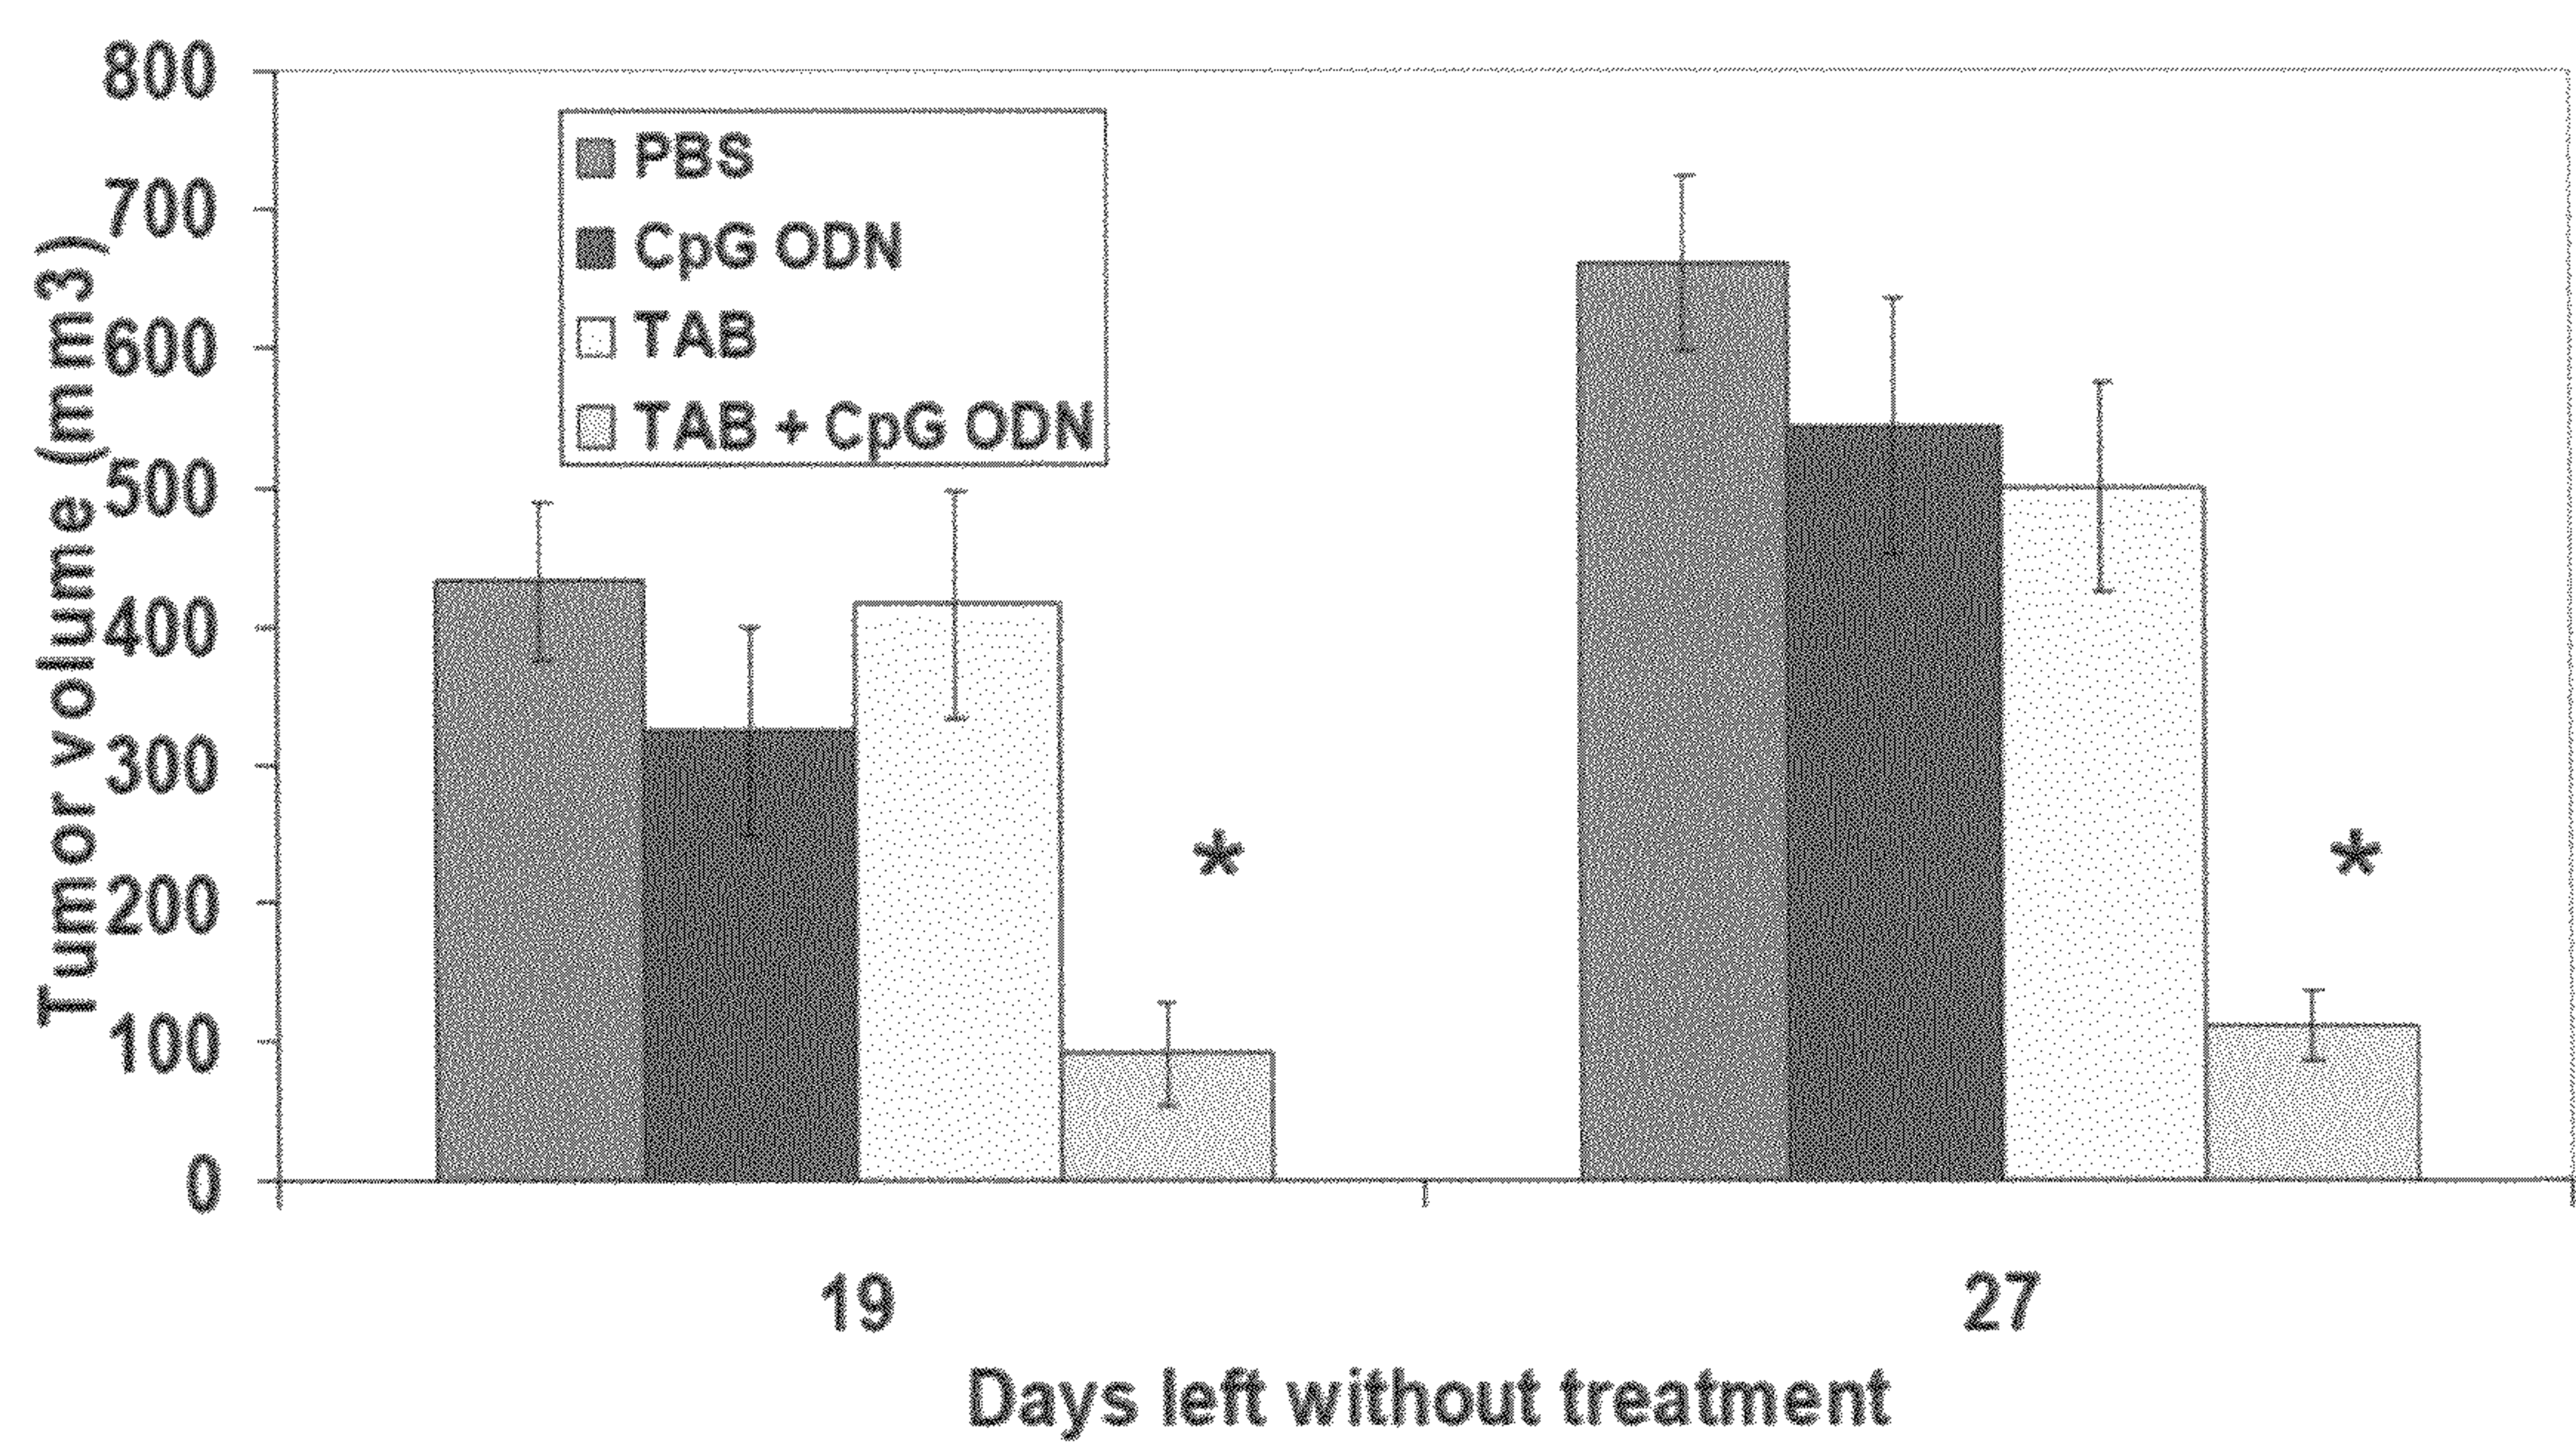 800
700
600
500
400
300
200
100
0
Tumor volume (mm3)
PBS
CpG ODN
TAB
TAB + CpG ODN
*
*
19
27
Days left without treatment